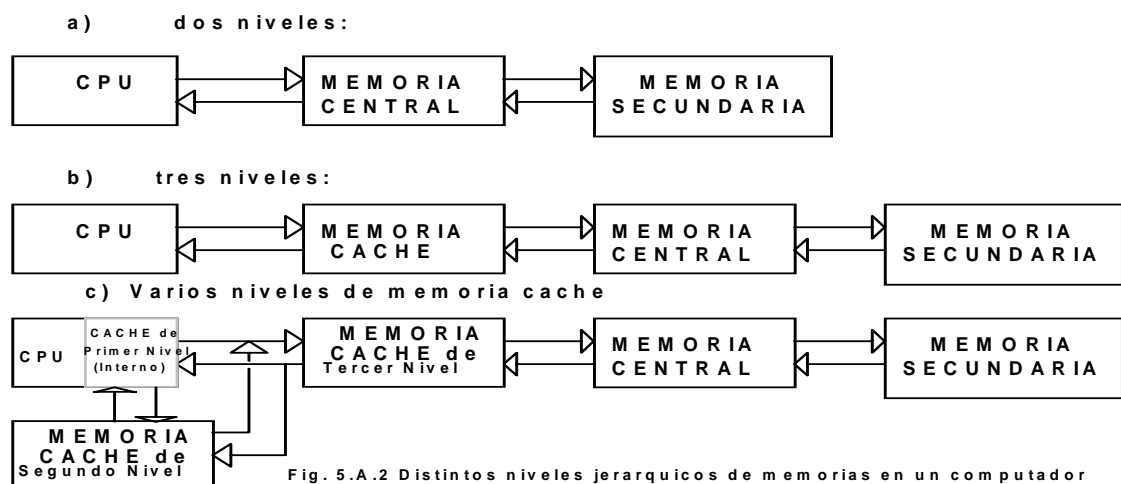 a) dos niveles:
CPU
MEMORIA
CENTRAL
MEMORIA
SECUNDARIA
b) tres niveles:
CPU
MEMORIA
CACHE
MEMORIA
CENTRAL
MEMORIA
SECUNDARIA
c) Varios niveles de memoria cache
CPU
CACHE de
Primer Nivel
(Interno)
MEMORIA
CACHE de
Tercer Nivel
MEMORIA
CENTRAL
MEMORIA
SECUNDARIA
MEMORIA
CACHE de
Segundo Nivel
Fig. 5.A.2 Distintos niveles jerarquicos de memorias en un computador